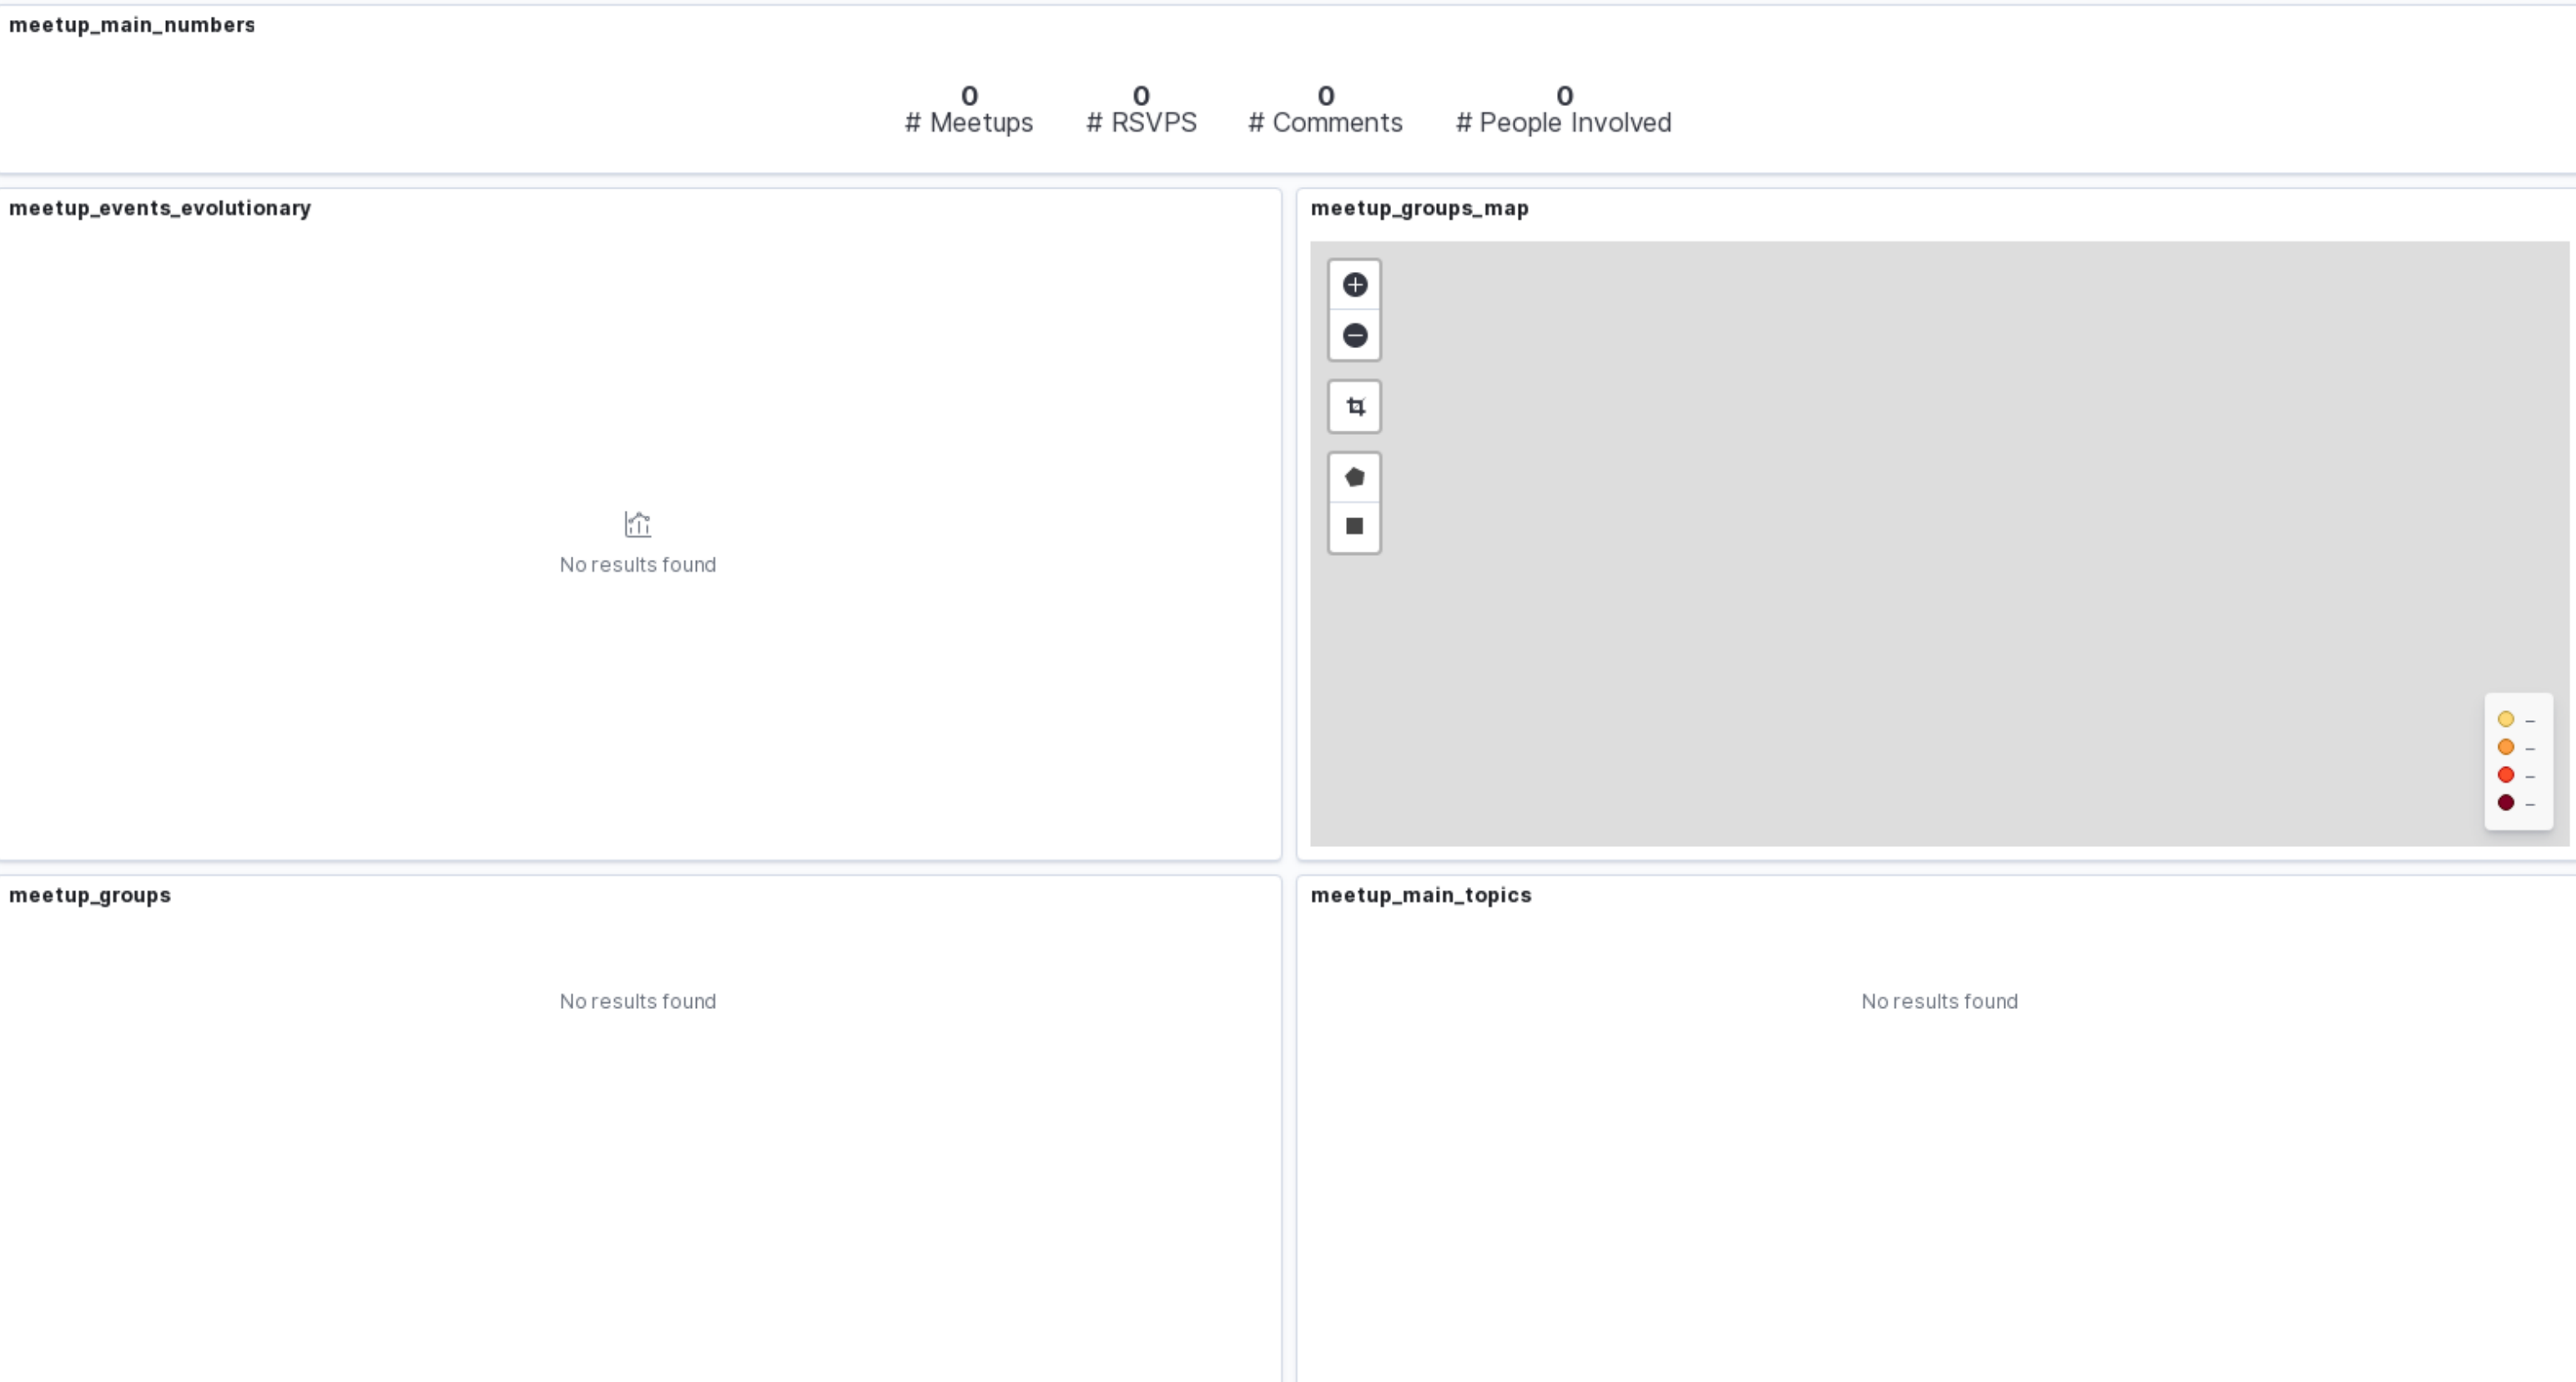 meetup_main_numbers
0 0 0 0
# Meetups # RSVPS # Comments # People Involved
meetup_events_evolutionary
No results found
meetup_groups_map
–
–
–
–
meetup_groups
No results found
meetup_main_topics
No results found